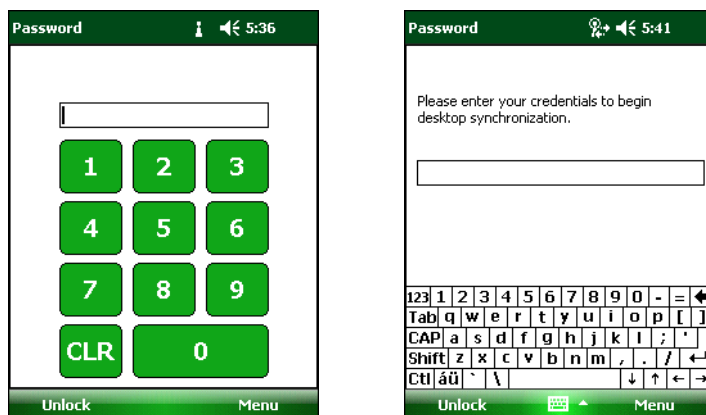 Password 5:36
1 2 3
4 5 6
7 8 9
CLR 0
Unlock Menu
Password 5:41
Please enter your credentials to begin
desktop synchronization.
123 1 2 3 4 5 6 7 8 9 0 - =
Tab q w e r t y u i o p [ ]
CAP a s d f g h j k l ; '
Shift z x c v b n m , . /
Ctl áü ` \
Unlock Menu